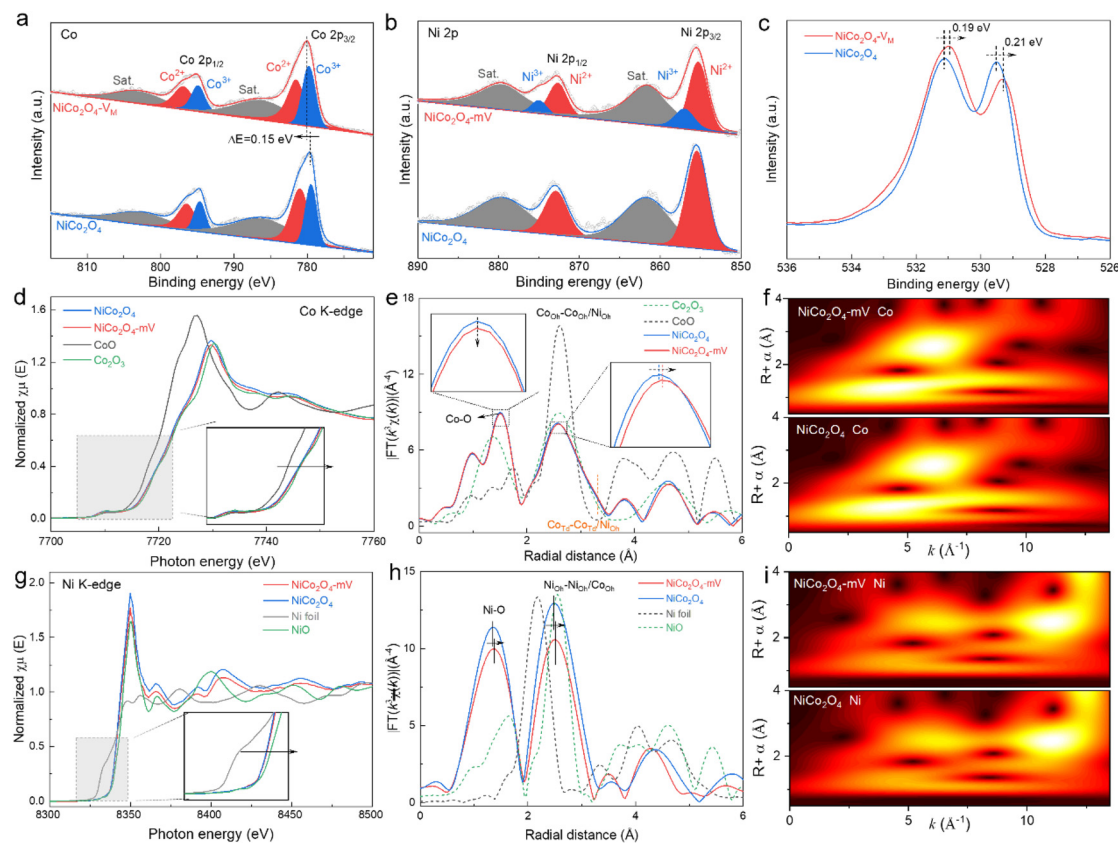 a
Co
Co 2p3/2
Co 2p1/2
Co2+
Co3+
Sat.
Co2+
Co3+
Sat.
NiCo2O4-VM
ΔE=0.15 eV
NiCo2O4
Intensity (a.u.)
810 800 790 780
Binding energy (eV)
b
Ni 2p
Ni 2p3/2
Ni 2p1/2
Sat.
Ni3+
Ni2+
Sat.
Ni3+
Ni2+
NiCo2O4-mV
NiCo2O4
Intensity (a.u.)
890 880 870 860 850
Binding energy (eV)
c
NiCo2O4-VM
NiCo2O4
0.19 eV
0.21 eV
Intensity (a.u.)
536 534 532 530 528 526
Binding energy (eV)
d
Co K-edge
NiCo2O4
NiCo2O4-mV
CoO
Co2O3
Normalized χμ (E)
1.6
1.2
0.8
0.4
0.0
7700 7720 7740 7760
Photon energy (eV)
e
CoOh-CoOh/NiOh
Co2O3
CoO
NiCo2O4
NiCo2O4-mV
Co-O
CoTd-CoTd/NiOh
|FT(k3χ(k))|(Å-4)
18
12
6
0
0 1 2 3 4 5 6
Radial distance (Å)
f
NiCo2O4-mV Co
NiCo2O4 Co
R+ α (Å)
4
2
R+ α (Å)
4
2
0 5 10
k (Å-1)
g
Ni K-edge
NiCo2O4-mV
NiCo2O4
Ni foil
NiO
Normalized χμ (E)
2.0
1.5
1.0
0.5
0.0
8300 8350 8400 8450 8500
Photon energy (eV)
h
NiOh-NiOh/CoOh
Ni-O
NiCo2O4-mV
NiCo2O4
Ni foil
NiO
15
10
5
0
0 2 4 6
Radial distance (Å)
i
NiCo2O4-mV Ni
NiCo2O4 Ni
R+ α (Å)
4
2
R+ α (Å)
4
2
0 5 10
k (Å-1)